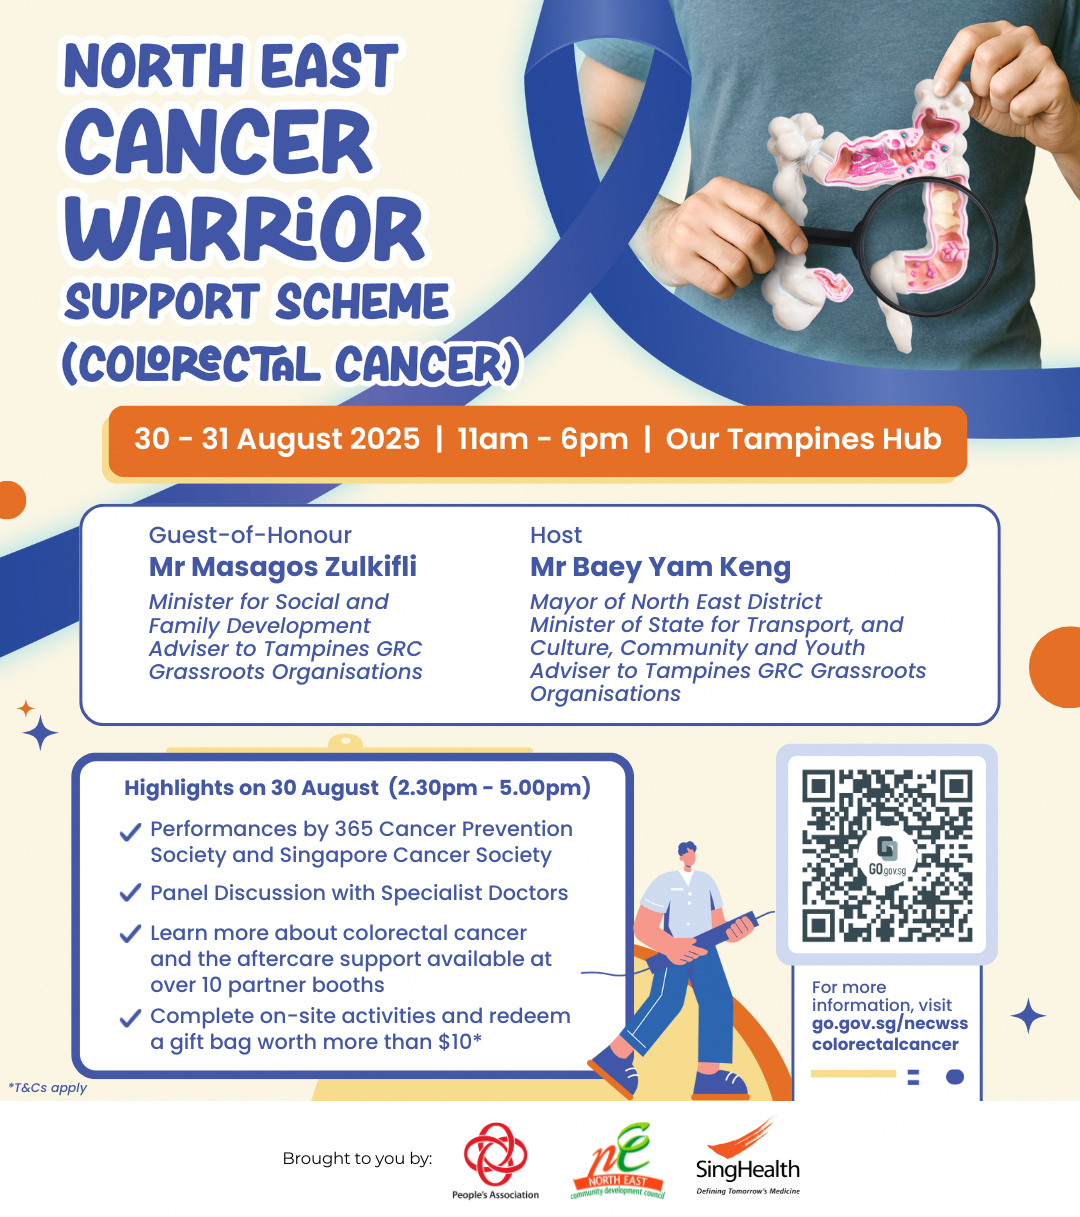 NORTH EAST
CANCER
WARRiOR
SUPPORT SCHEME
(COLOReCTAL CANCER)
30 - 31 August 2025 | 11am - 6pm | Our Tampines Hub
Guest-of-Honour
Mr Masagos Zulkifli
Minister for Social and
Family Development
Adviser to Tampines GRC
Grassroots Organisations
Host
Mr Baey Yam Keng
Mayor of North East District
Minister of State for Transport, and
Culture, Community and Youth
Adviser to Tampines GRC Grassroots
Organisations
Highlights on 30 August (2.30pm - 5.00pm)
Performances by 365 Cancer Prevention
Society and Singapore Cancer Society
Panel Discussion with Specialist Doctors
Learn more about colorectal cancer
and the aftercare support available at
over 10 partner booths
Complete on-site activities and redeem
a gift bag worth more than $10*
*T&Cs apply
GO.gov.sg
For more
information, visit
go.gov.sg/necwss
colorectalcancer
Brought to you by:
People's Association
ne
NORTH EAST
community development council
SingHealth
Defining Tomorrow's Medicine